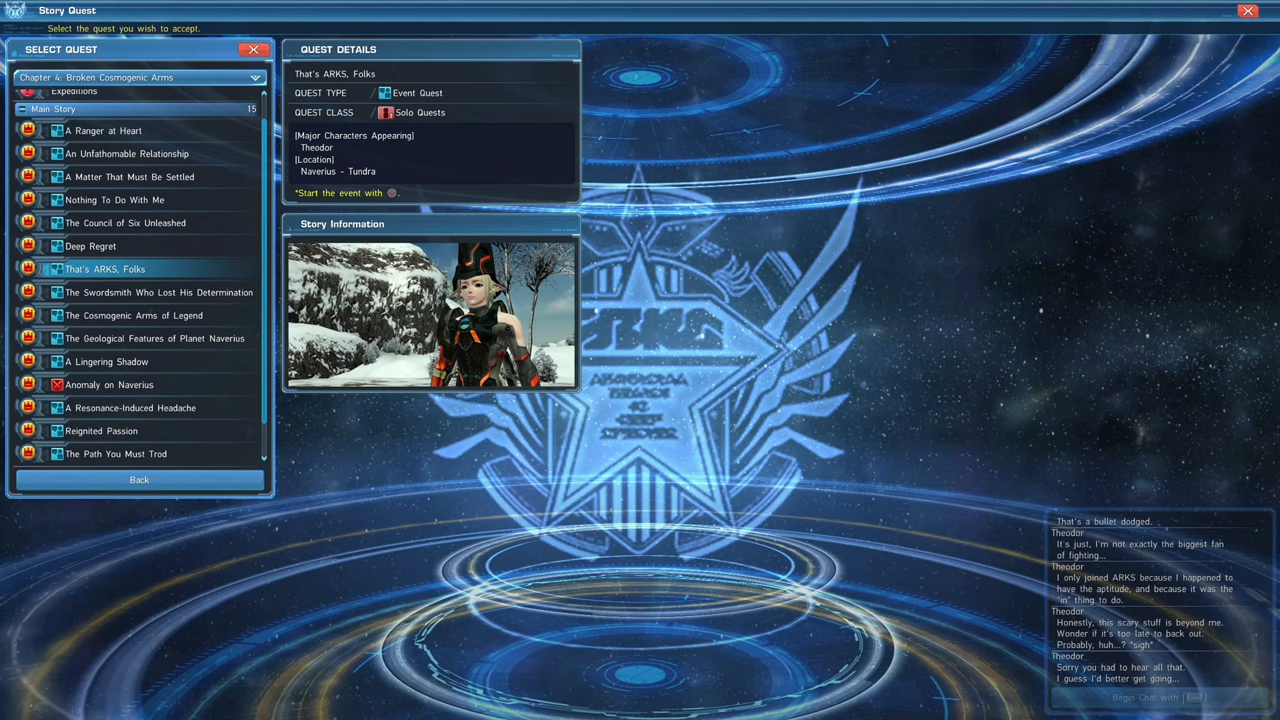 Story Quest
Select the quest you wish to accept.
SELECT QUEST
Chapter 4: Broken Cosmogenic Arms
Expeditions
Main Story 15
A Ranger at Heart
An Unfathomable Relationship
A Matter That Must Be Settled
Nothing To Do With Me
The Council of Six Unleashed
Deep Regret
That's ARKS, Folks
The Swordsmith Who Lost His Determination
The Cosmogenic Arms of Legend
The Geological Features of Planet Naverius
A Lingering Shadow
Anomaly on Naverius
A Resonance-Induced Headache
Reignited Passion
The Path You Must Trod
Back
QUEST DETAILS
That's ARKS, Folks
QUEST TYPE / Event Quest
QUEST CLASS / Solo Quests
[Major Characters Appearing]
Theodor
[Location]
Naverius - Tundra
*Start the event with .
Story Information
That's a bullet dodged.
Theodor
It's just, I'm not exactly the biggest fan
of fighting...
Theodor
I only joined ARKS because I happened to
have the aptitude, and because it was the
"in" thing to do.
Theodor
Honestly, this scary stuff is beyond me.
Wonder if it's too late to back out.
Probably, huh...? *sigh*
Theodor
Sorry you had to hear all that.
I guess I'd better get going...
Begin Chat with [ ]